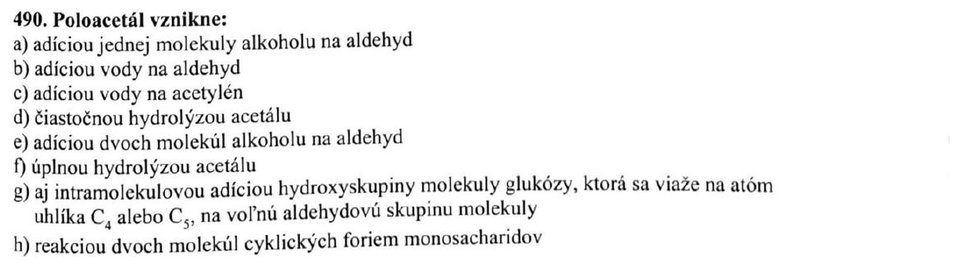 490. Poloacetál vznikne:
a) adíciou jednej molekuly alkoholu na aldehyd
b) adíciou vody na aldehyd
c) adíciou vody na acetylén
d) čiastočnou hydrolýzou acetálu
e) adíciou dvoch molekúl alkoholu na aldehyd
f) úplnou hydrolýzou acetálu
g) aj intramolekulovou adíciou hydroxyskupiny molekuly glukózy, ktorá sa viaže na atóm
uhlíka C₄ alebo C₅, na voľnú aldehydovú skupinu molekuly
h) reakciou dvoch molekúl cyklických foriem monosacharidov